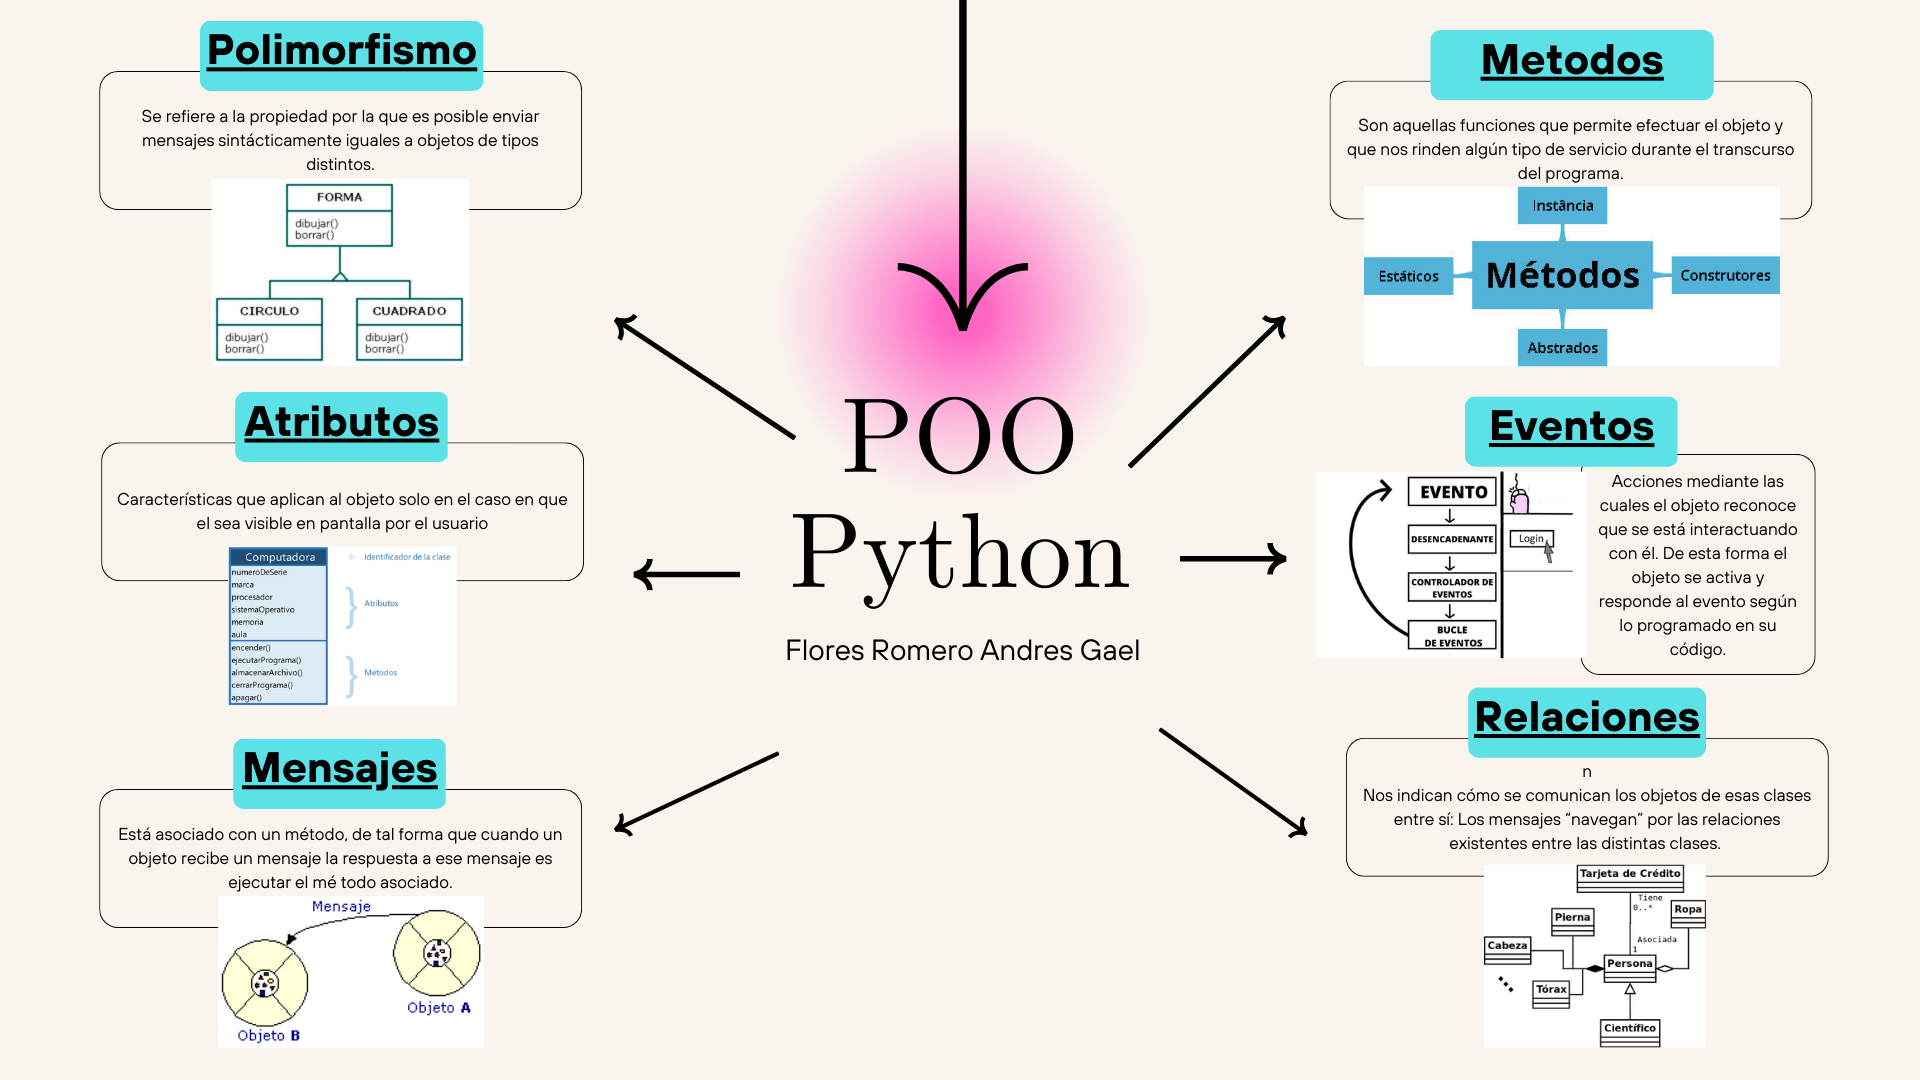 Polimorfismo
Se refiere a la propiedad por la que es posible enviar
mensajes sintácticamente iguales a objetos de tipos
distintos.
FORMA
dibujar()
borrar()
CIRCULO
dibujar()
borrar()
CUADRADO
dibujar()
borrar()
Atributos
Características que aplican al objeto solo en el caso en que
el sea visible en pantalla por el usuario
Computadora
numeroDeSerie
marca
procesador
sistemaOperativo
memoria
aula
encender()
ejecutarPrograma()
almacenarArchivo()
cerrarPrograma()
apagar()
Identificador de la clase
Atributos
Métodos
Mensajes
Está asociado con un método, de tal forma que cuando un
objeto recibe un mensaje la respuesta a ese mensaje es
ejecutar el mé todo asociado.
Mensaje
Objeto A
Objeto B
POO
Python
Flores Romero Andres Gael
Metodos
Son aquellas funciones que permite efectuar el objeto y
que nos rinden algún tipo de servicio durante el transcurso
del programa.
Instância
Estáticos
Métodos
Construtores
Abstrados
Eventos
EVENTO
DESENCADENANTE
CONTROLADOR DE
EVENTOS
BUCLE
DE EVENTOS
Login
Acciones mediante las
cuales el objeto reconoce
que se está interactuando
con él. De esta forma el
objeto se activa y
responde al evento según
lo programado en su
código.
Relaciones
n
Nos indican cómo se comunican los objetos de esas clases
entre sí: Los mensajes “navegan” por las relaciones
existentes entre las distintas clases.
Tarjeta de Crédito
Tiene
0..*
Ropa
Pierna
Asociada
1
Cabeza
Persona
Tórax
Científico